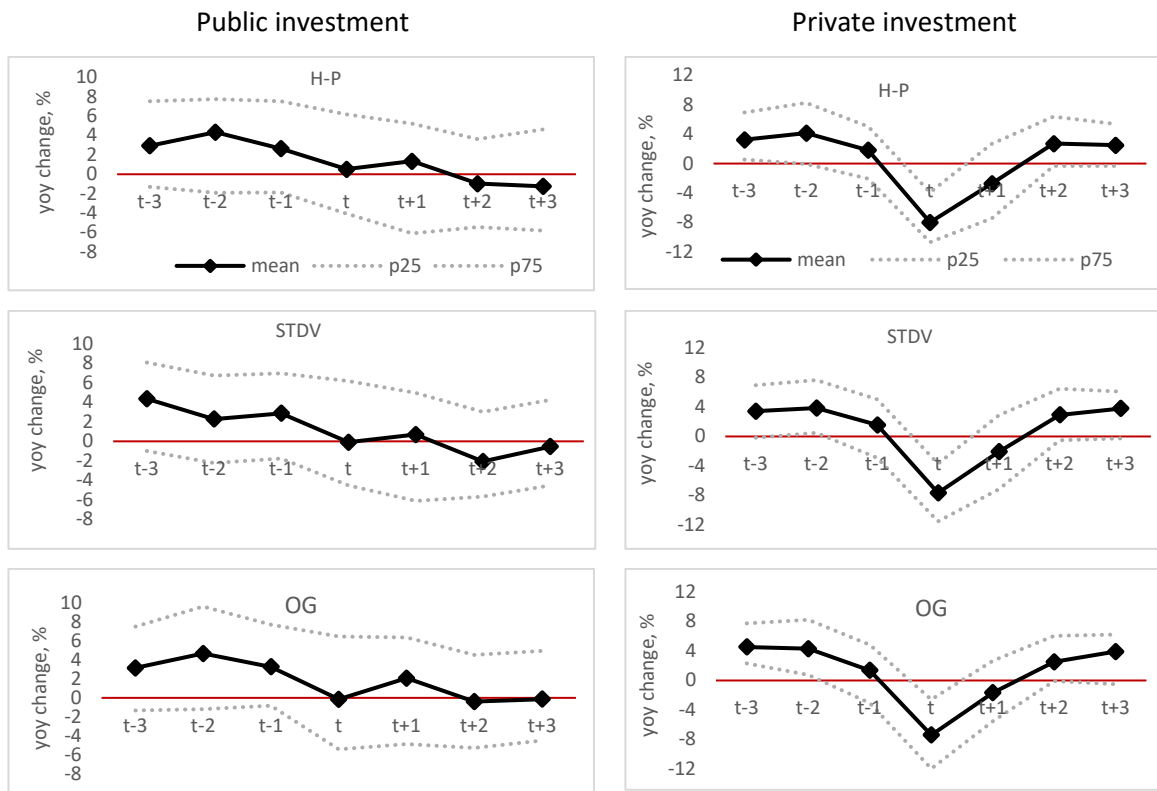 Public investment
Private investment
H-P
yoy change, %
10
8
6
4
2
0
-2
-4
-6
-8
t-3 t-2 t-1 t t+1 t+2 t+3
mean p25 p75
H-P
yoy change, %
12
8
4
0
-4
-8
-12
t-3 t-2 t-1 t t+1 t+2 t+3
mean p25 p75
STDV
yoy change, %
10
8
6
4
2
0
-2
-4
-6
-8
t-3 t-2 t-1 t t+1 t+2 t+3
STDV
yoy change, %
12
8
4
0
-4
-8
-12
t-3 t-2 t-1 t t+1 t+2 t+3
OG
yoy change, %
10
8
6
4
2
0
-2
-4
-6
-8
t-3 t-2 t-1 t t+1 t+2 t+3
OG
yoy change, %
12
8
4
0
-4
-8
-12
t-3 t-2 t-1 t t+1 t+2 t+3